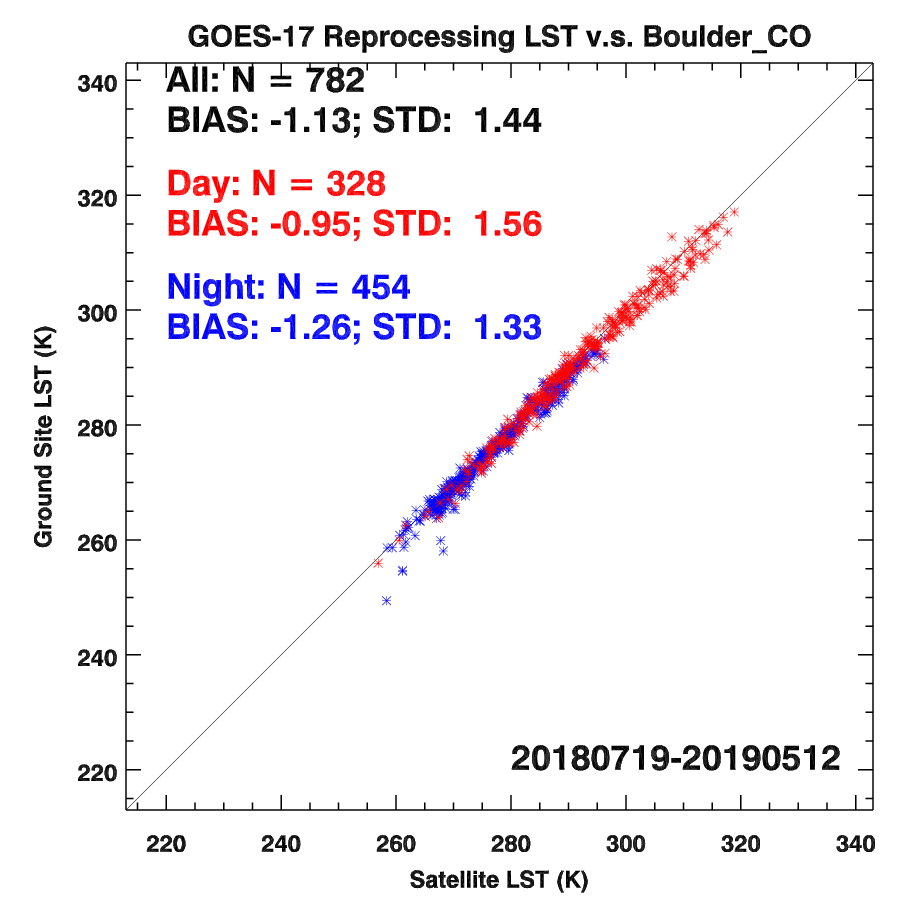 GOES-17 Reprocessing LST v.s. Boulder_CO
All: N = 782
BIAS: -1.13; STD: 1.44
Day: N = 328
BIAS: -0.95; STD: 1.56
Night: N = 454
BIAS: -1.26; STD: 1.33
20180719-20190512
340
320
300
280
260
240
220
Ground Site LST (K)
220 240 260 280 300 320 340
Satellite LST (K)